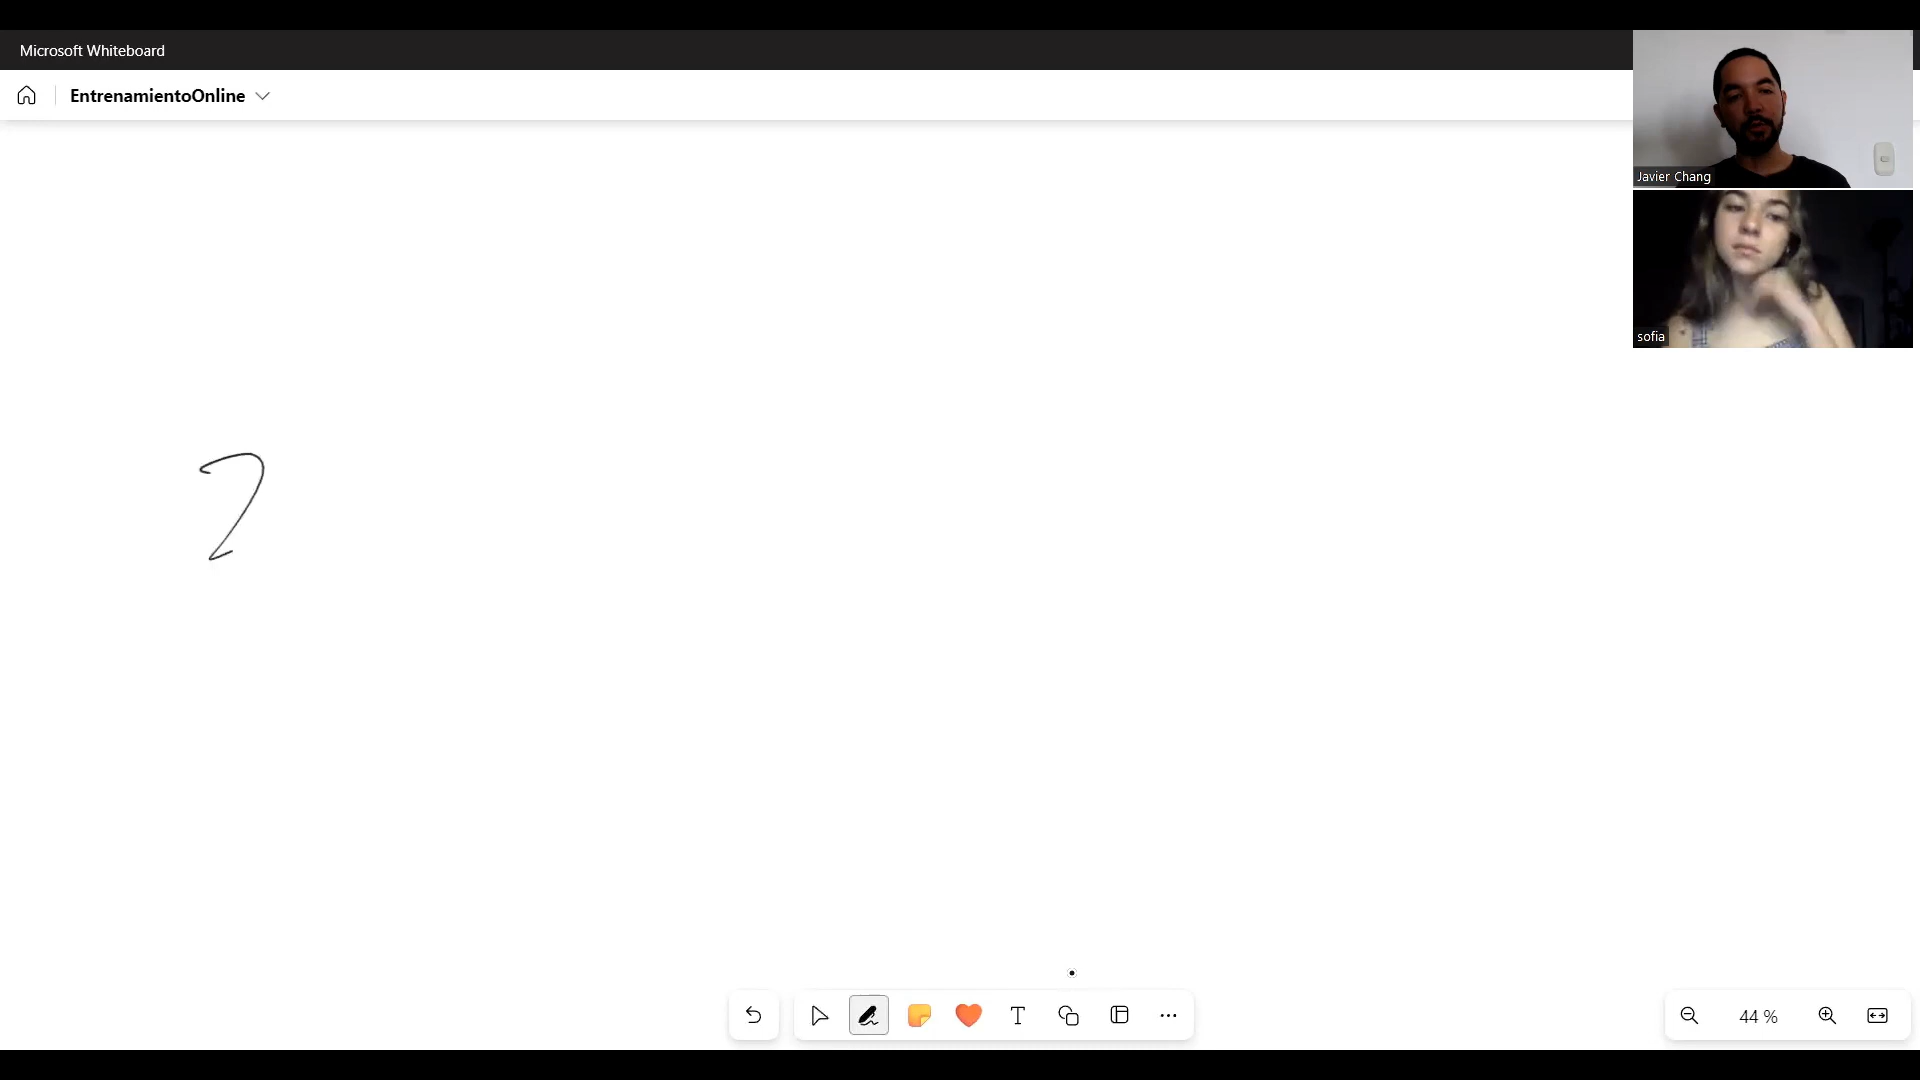 Microsoft Whiteboard
EntrenamientoOnline
Javier Chang
sofia
2
44 %